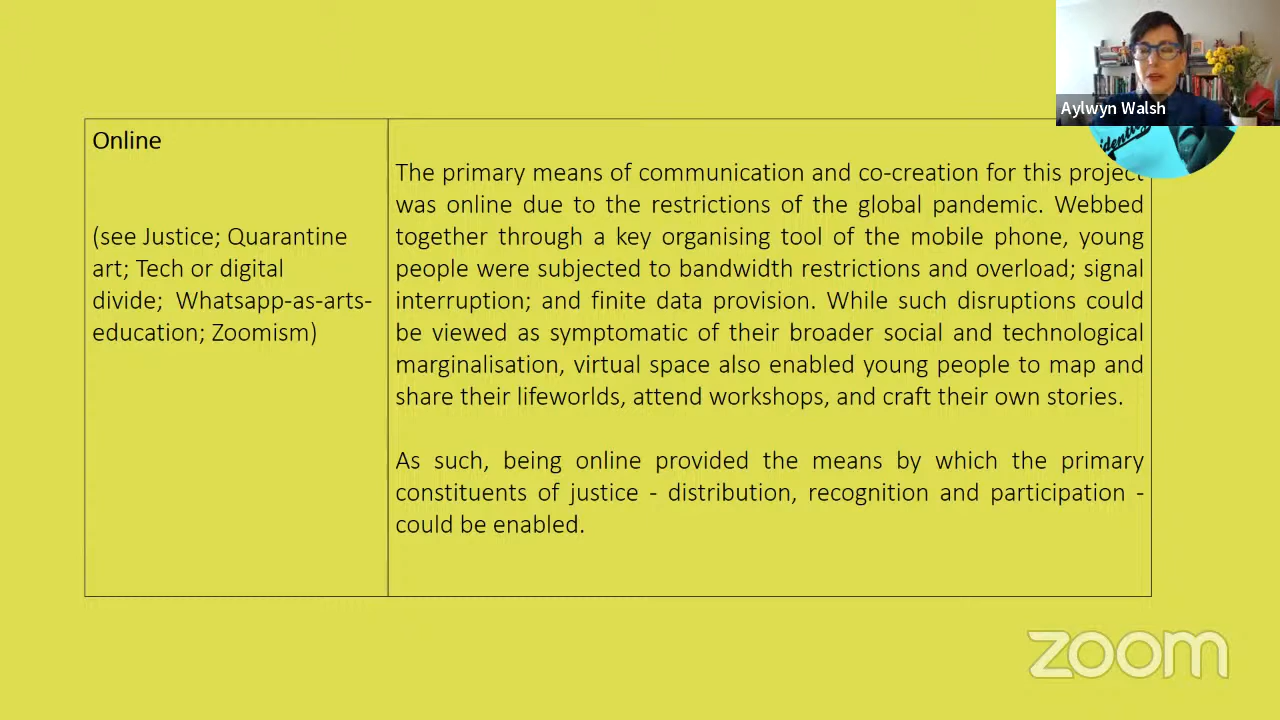 Aylwyn Walsh
Online
(see Justice; Quarantine
art; Tech or digital
divide; Whatsapp-as-arts-
education; Zoomism)
The primary means of communication and co-creation for this project
was online due to the restrictions of the global pandemic. Webbed
together through a key organising tool of the mobile phone, young
people were subjected to bandwidth restrictions and overload; signal
interruption; and finite data provision. While such disruptions could
be viewed as symptomatic of their broader social and technological
marginalisation, virtual space also enabled young people to map and
share their lifeworlds, attend workshops, and craft their own stories.
As such, being online provided the means by which the primary
constituents of justice - distribution, recognition and participation -
could be enabled.
zoom